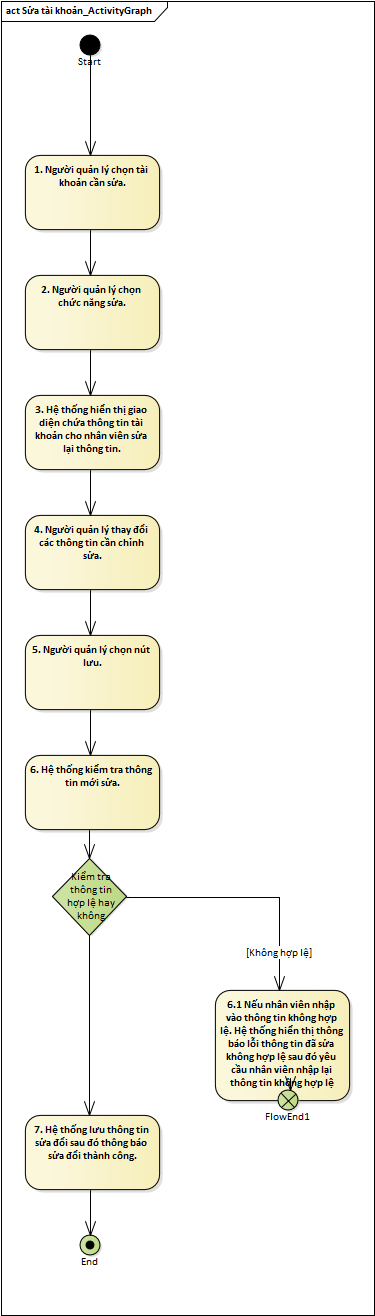 act Sửa tài khoản_ActivityGraph
Start
1. Người quản lý chọn tài
khoản cần sửa.
2. Người quản lý chọn
chức năng sửa.
3. Hệ thống hiển thị giao
diện chứa thông tin tài
khoản cho nhân viên sửa
lại thông tin.
4. Người quản lý thay đổi
các thông tin cần chỉnh
sửa.
5. Người quản lý chọn nút
lưu.
6. Hệ thống kiểm tra thông
tin mới sửa.
Kiểm tra
thông tin
hợp lệ hay
không
[Không hợp lệ]
6.1 Nếu nhân viên nhập
vào thông tin không hợp
lệ. Hệ thống hiển thị thông
báo lỗi thông tin đã sửa
không hợp lệ sau đó yêu
cầu nhân viên nhập lại
thông tin không hợp lệ
FlowEnd1
7. Hệ thống lưu thông tin
sửa đổi sau đó thông báo
sửa đổi thành công.
End